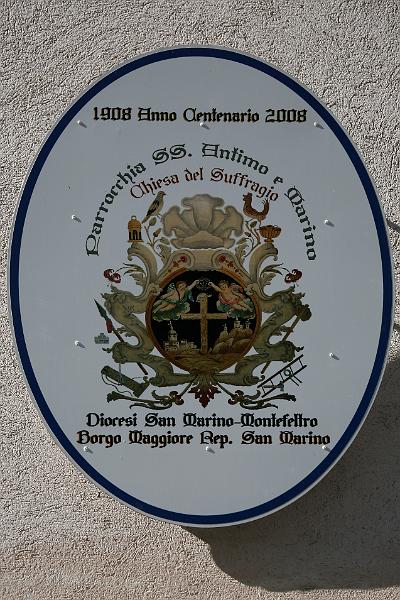 1908 Anno Centenario 2008
Parrocchia SS. Antimo e Marino
Chiesa del Suffragio
Diocesi San Marino-Montefeltro
Borgo Maggiore Rep. San Marino